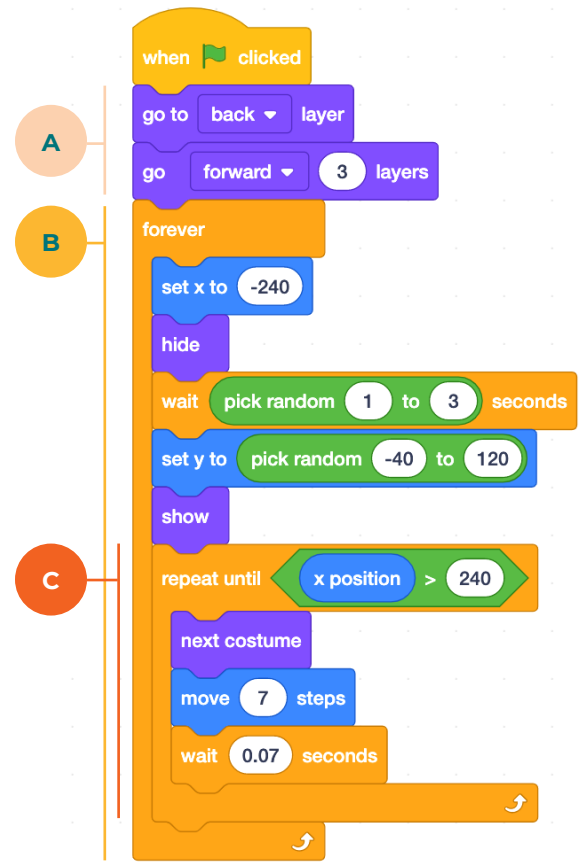 when clicked
A
go to back layer
go forward 3 layers
B
forever
set x to -240
hide
wait pick random 1 to 3 seconds
set y to pick random -40 to 120
show
C
repeat until x position > 240
next costume
move 7 steps
wait 0.07 seconds